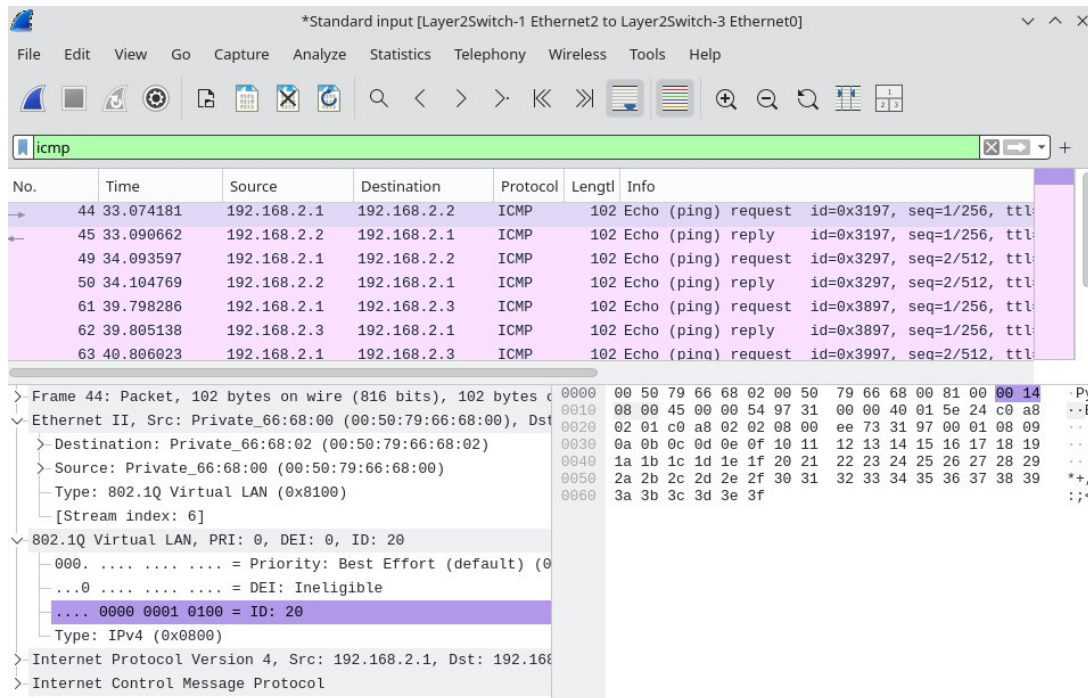 *Standard input [Layer2Switch-1 Ethernet2 to Layer2Switch-3 Ethernet0]
File Edit View Go Capture Analyze Statistics Telephony Wireless Tools Help
icmp
No. Time Source Destination Protocol Lengtl Info
44 33.074181 192.168.2.1 192.168.2.2 ICMP 102 Echo (ping) request id=0x3197, seq=1/256, ttl=
45 33.090662 192.168.2.2 192.168.2.1 ICMP 102 Echo (ping) reply id=0x3197, seq=1/256, ttl=
49 34.093597 192.168.2.1 192.168.2.2 ICMP 102 Echo (ping) request id=0x3297, seq=2/512, ttl=
50 34.104769 192.168.2.2 192.168.2.1 ICMP 102 Echo (ping) reply id=0x3297, seq=2/512, ttl=
61 39.798286 192.168.2.1 192.168.2.3 ICMP 102 Echo (ping) request id=0x3897, seq=1/256, ttl=
62 39.805138 192.168.2.3 192.168.2.1 ICMP 102 Echo (ping) reply id=0x3897, seq=1/256, ttl=
63 40.806023 192.168.2.1 192.168.2.3 ICMP 102 Echo (ping) request id=0x3997, seq=2/512, ttl=
Frame 44: Packet, 102 bytes on wire (816 bits), 102 bytes
Ethernet II, Src: Private_66:68:00 (00:50:79:66:68:00), Dst
Destination: Private_66:68:02 (00:50:79:66:68:02)
Source: Private_66:68:00 (00:50:79:66:68:00)
Type: 802.1Q Virtual LAN (0x8100)
[Stream index: 6]
802.1Q Virtual LAN, PRI: 0, DEI: 0, ID: 20
000. .... .... .... = Priority: Best Effort (default) (0
...0 .... .... .... = DEI: Ineligible
.... 0000 0001 0100 = ID: 20
Type: IPv4 (0x0800)
Internet Protocol Version 4, Src: 192.168.2.1, Dst: 192.168
Internet Control Message Protocol
0000 00 50 79 66 68 02 00 50 79 66 68 00 81 00 00 14 ·Py
0010 08 00 45 00 00 54 97 31 00 00 40 01 5e 24 c0 a8
0020 02 01 c0 a8 02 02 08 00 ee 73 31 97 00 01 08 09 ···
0030 0a 0b 0c 0d 0e 0f 10 11 12 13 14 15 16 17 18 19 ···
0040 1a 1b 1c 1d 1e 1f 20 21 22 23 24 25 26 27 28 29 ···
0050 2a 2b 2c 2d 2e 2f 30 31 32 33 34 35 36 37 38 39 *+,
0060 3a 3b 3c 3d 3e 3f :;<